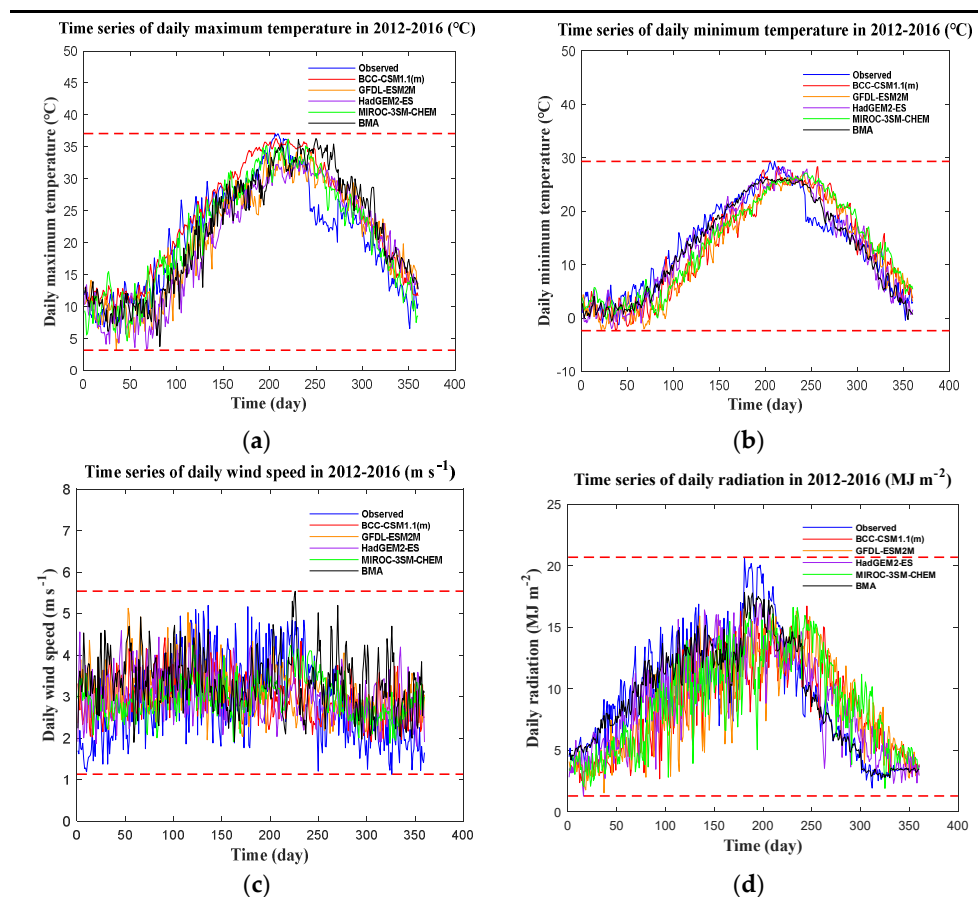 Time series of daily maximum temperature in 2012-2016 (°C)
50
45
40
35
30
25
20
15
10
5
0
Daily maximum temperature (°C)
Observed
BCC-CSM1.1(m)
GFDL-ESM2M
HadGEM2-ES
MIROC-3SM-CHEM
BMA
0 50 100 150 200 250 300 350 400
Time (day)
(a)
Time series of daily minimum temperature in 2012-2016 (°C)
50
40
30
20
10
0
-10
Daily minimum temperature (°C)
Observed
BCC-CSM1.1(m)
GFDL-ESM2M
HadGEM2-ES
MIROC-3SM-CHEM
BMA
0 50 100 150 200 250 300 350 400
Time (day)
(b)
Time series of daily wind speed in 2012-2016 (m s⁻¹)
8
7
6
5
4
3
2
1
0
Daily wind speed (m s⁻¹)
Observed
BCC-CSM1.1(m)
GFDL-ESM2M
HadGEM2-ES
MIROC-3SM-CHEM
BMA
0 50 100 150 200 250 300 350 400
Time (day)
(c)
Time series of daily radiation in 2012-2016 (MJ m⁻²)
25
20
15
10
5
0
Daily radiation (MJ m⁻²)
Observed
BCC-CSM1.1(m)
GFDL-ESM2M
HadGEM2-ES
MIROC-3SM-CHEM
BMA
0 50 100 150 200 250 300 350 400
Time (day)
(d)